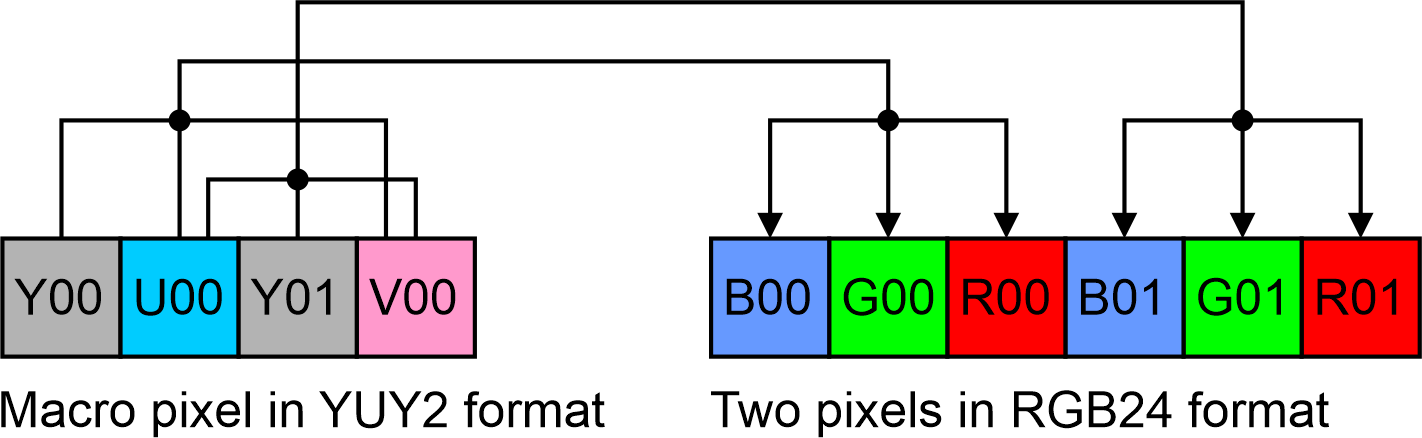 Y00 U00 Y01 V00 B00 G00 R00 B01 G01 R01
Macro pixel in YUY2 format Two pixels in RGB24 format